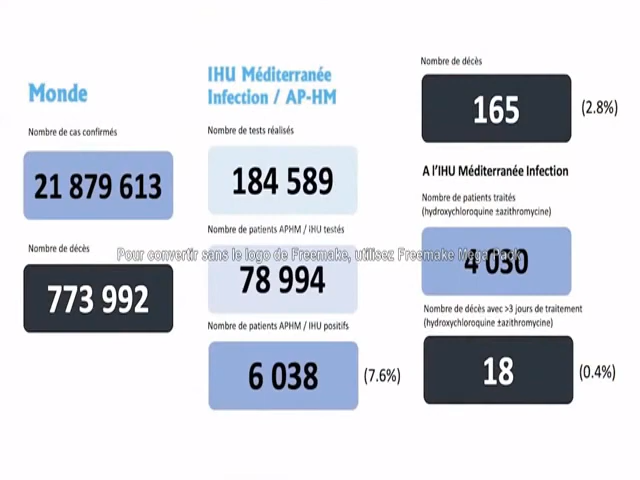 Monde
Nombre de cas confirmés
21 879 613
Nombre de décès
773 992
IHU Méditerranée
Infection / AP-HM
Nombre de tests réalisés
184 589
Nombre de patients APHM / IHU testés
78 994
Nombre de patients APHM / IHU positifs
6 038 (7.6%)
Nombre de décès
165 (2.8%)
A l'IHU Méditerranée Infection
Nombre de patients traités
(hydroxychloroquine ±azithromycine)
4 030
Nombre de décès avec >3 jours de traitement
(hydroxychloroquine ±azithromycine)
18 (0.4%)
Pour convertir sans le logo de Freemake, utilisez Freemake Mega Pack